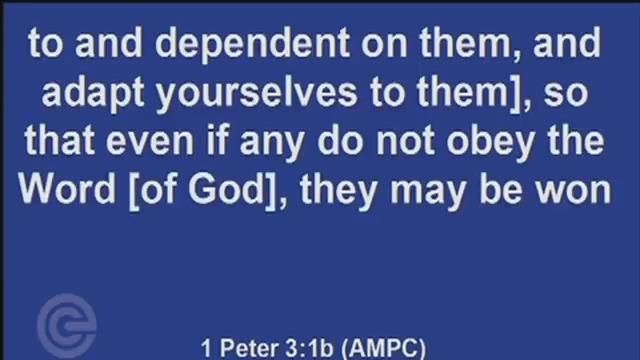 to and dependent on them, and
adapt yourselves to them], so
that even if any do not obey the
Word [of God], they may be won
1 Peter 3:1b (AMPC)